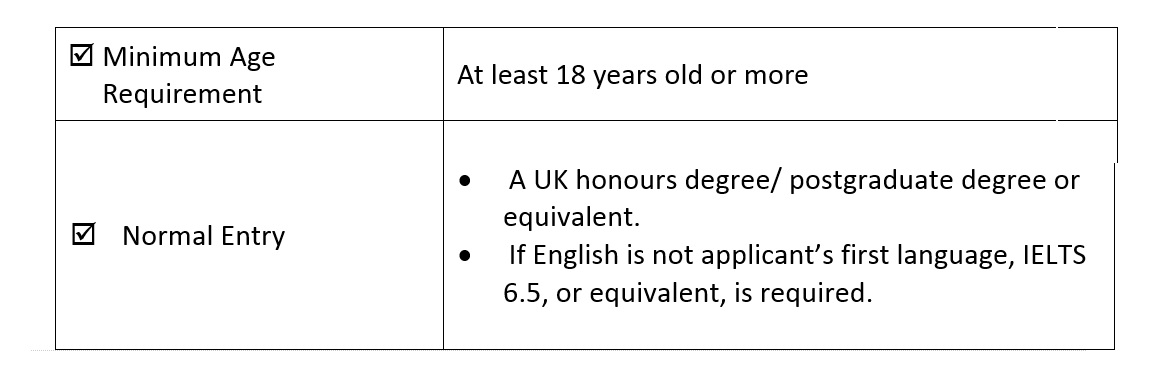 ☑ Minimum Age
Requirement
At least 18 years old or more
☑ Normal Entry
• A UK honours degree/ postgraduate degree or
equivalent.
• If English is not applicant’s first language, IELTS
6.5, or equivalent, is required.